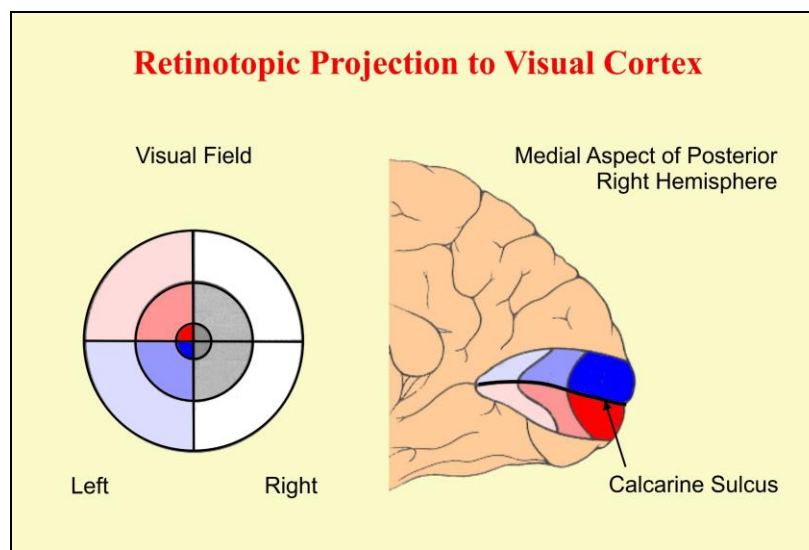 Retinotopic Projection to Visual Cortex
Visual Field
Medial Aspect of Posterior
Right Hemisphere
Left
Right
Calcarine Sulcus